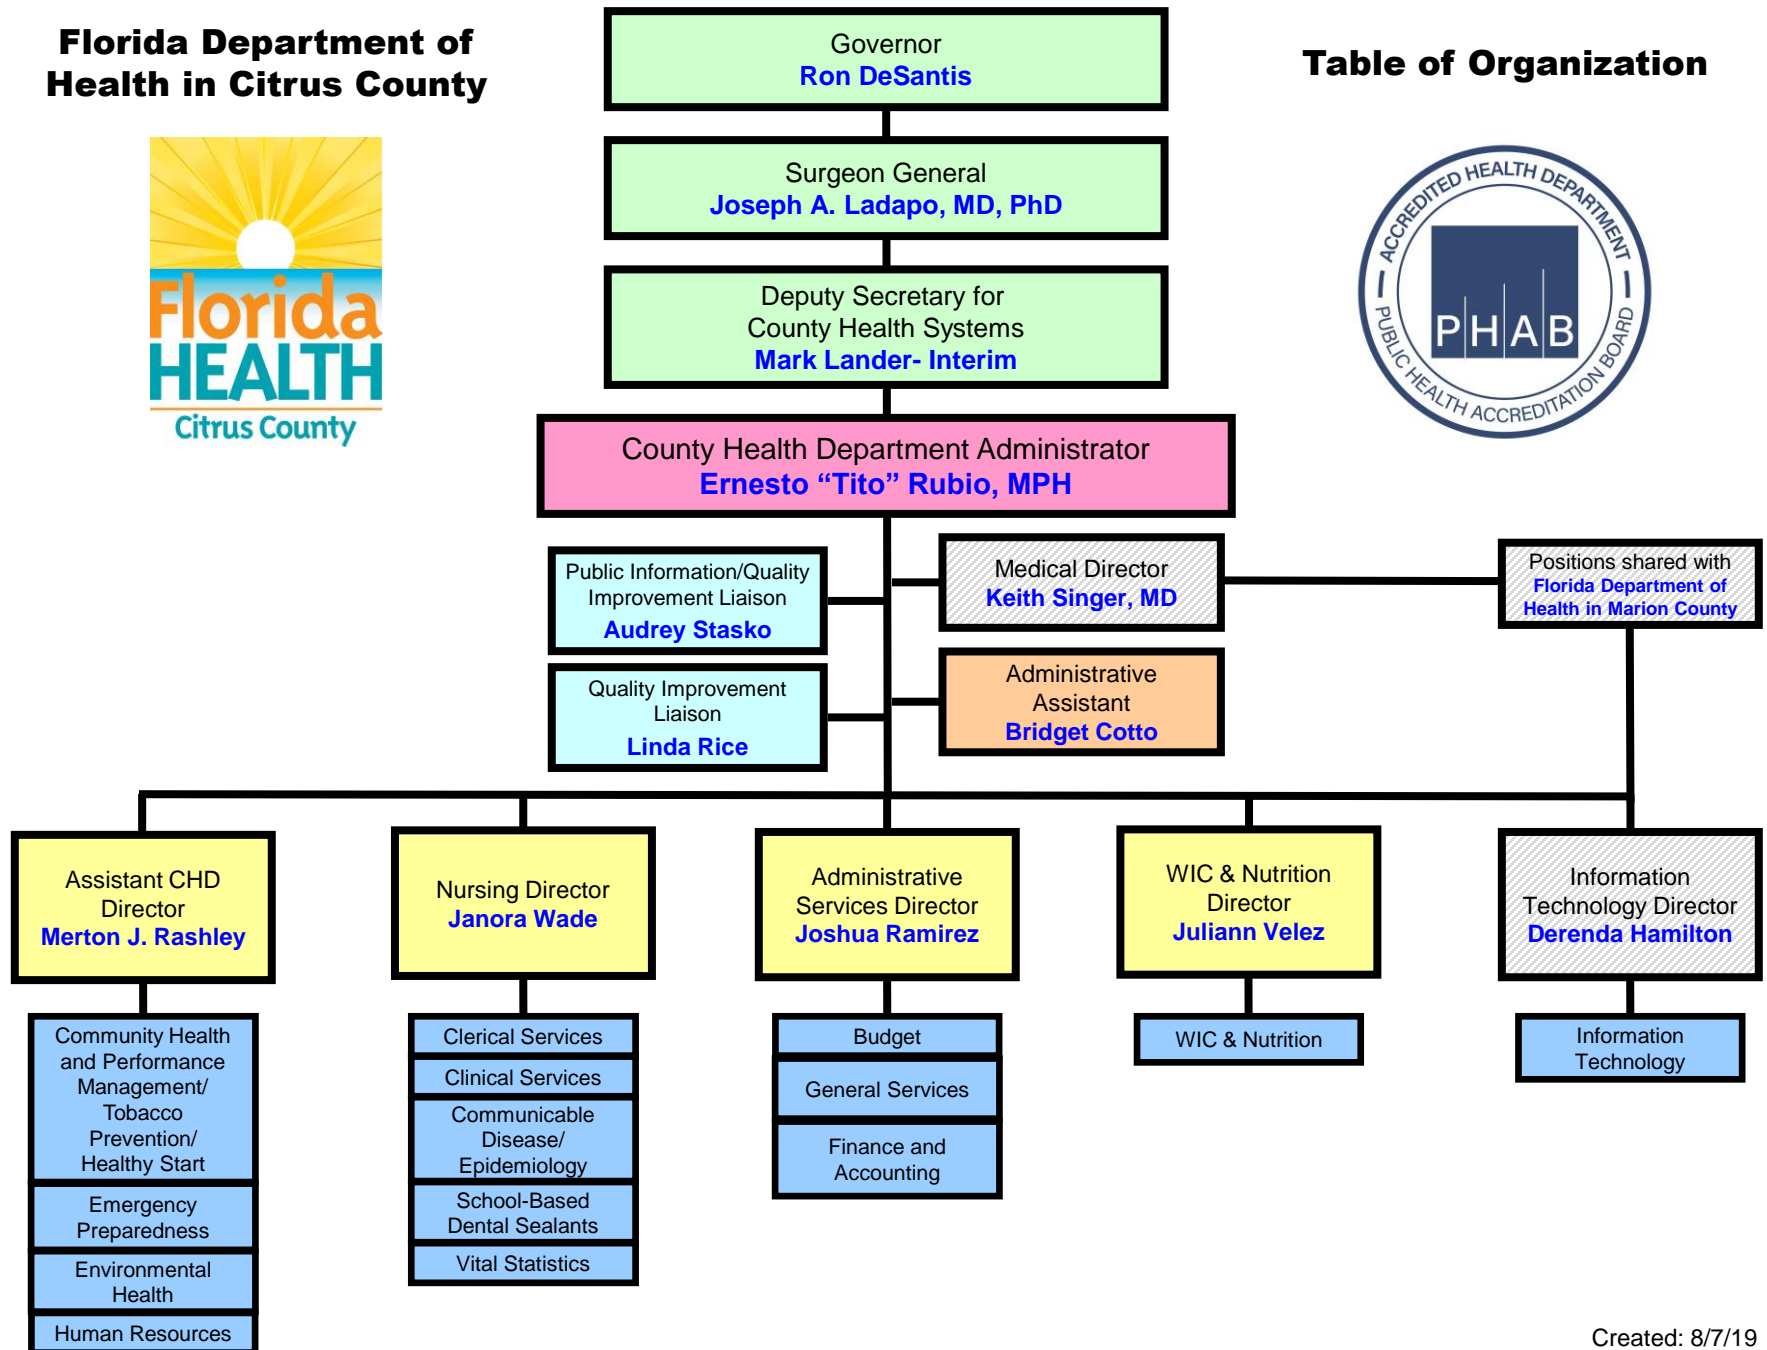 Florida Department of
Health in Citrus County
Table of Organization
Governor
Ron DeSantis
Surgeon General
Joseph A. Ladapo, MD, PhD
Deputy Secretary for
County Health Systems
Mark Lander- Interim
Florida
HEALTH
Citrus County
ACCREDITED HEALTH DEPARTMENT
PHAB
PUBLIC HEALTH ACCREDITATION BOARD
County Health Department Administrator
Ernesto “Tito” Rubio, MPH
Public Information/Quality
Improvement Liaison
Audrey Stasko
Medical Director
Keith Singer, MD
Positions shared with
Florida Department of
Health in Marion County
Quality Improvement
Liaison
Linda Rice
Administrative
Assistant
Bridget Cotto
Assistant CHD
Director
Merton J. Rashley
Nursing Director
Janora Wade
Administrative
Services Director
Joshua Ramirez
WIC & Nutrition
Director
Juliann Velez
Information
Technology Director
Derenda Hamilton
Community Health
and Performance
Management/
Tobacco
Prevention/
Healthy Start
Emergency
Preparedness
Environmental
Health
Human Resources
Clerical Services
Clinical Services
Communicable
Disease/
Epidemiology
School-Based
Dental Sealants
Vital Statistics
Budget
General Services
Finance and
Accounting
WIC & Nutrition
Information
Technology
Created: 8/7/19